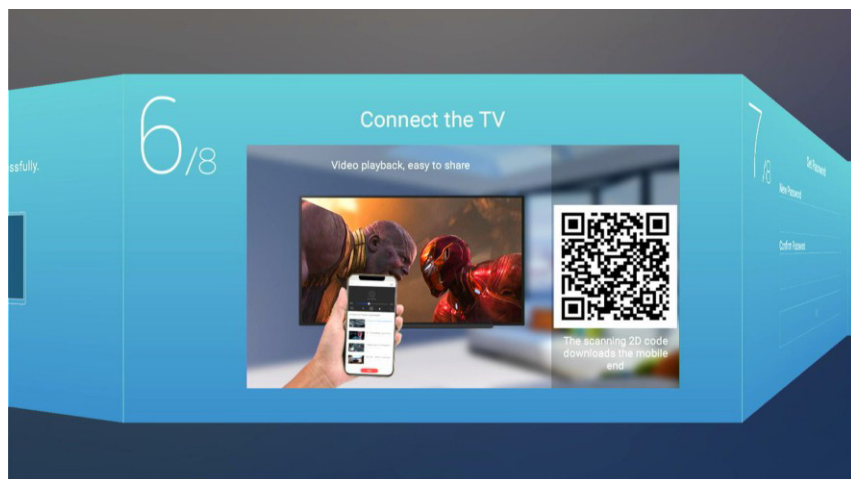 ssfully.
6/8
Connect the TV
Video playback, easy to share
The scanning 2D code
downloads the mobile
end
7/8
Set Password
New Password
Confirm Password